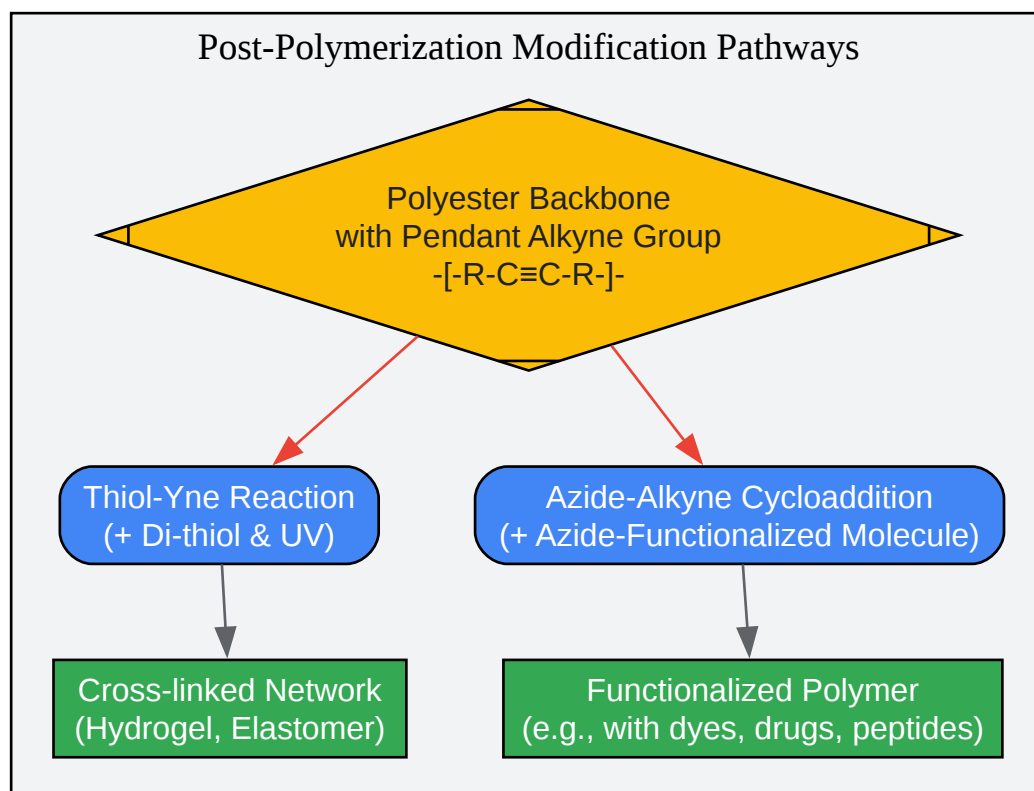 Post-Polymerization Modification Pathways
Polyester Backbone
with Pendant Alkyne Group
-[-R-C≡C-R-]-
Thiol-Yne Reaction
(+ Di-thiol & UV)
Azide-Alkyne Cycloaddition
(+ Azide-Functionalized Molecule)
Cross-linked Network
(Hydrogel, Elastomer)
Functionalized Polymer
(e.g., with dyes, drugs, peptides)